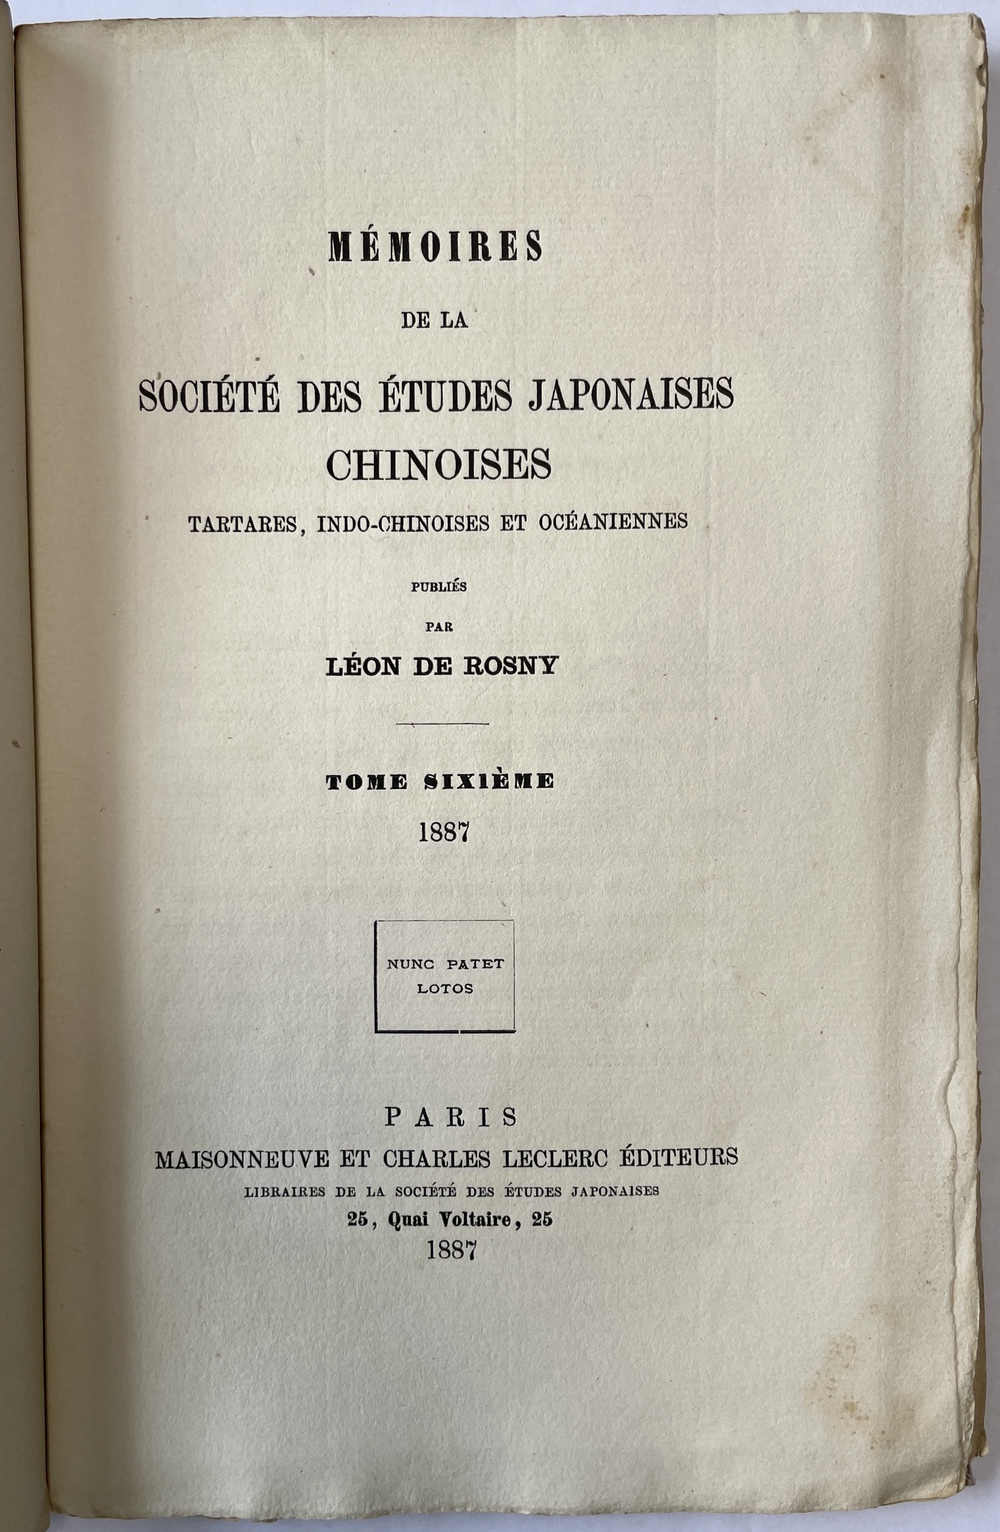 MÉMOIRES
DE LA
SOCIÉTÉ DES ÉTUDES JAPONAISES
CHINOISES
TARTARES, INDO-CHINOISES ET OCÉANIENNES
PUBLIÉS
PAR
LÉON DE ROSNY
TOME SIXIÈME
1887
NUNC PATET
LOTOS
PARIS
MAISONNEUVE ET CHARLES LECLERC ÉDITEURS
LIBRAIRES DE LA SOCIÉTÉ DES ÉTUDES JAPONAISES
25, Quai Voltaire, 25
1887